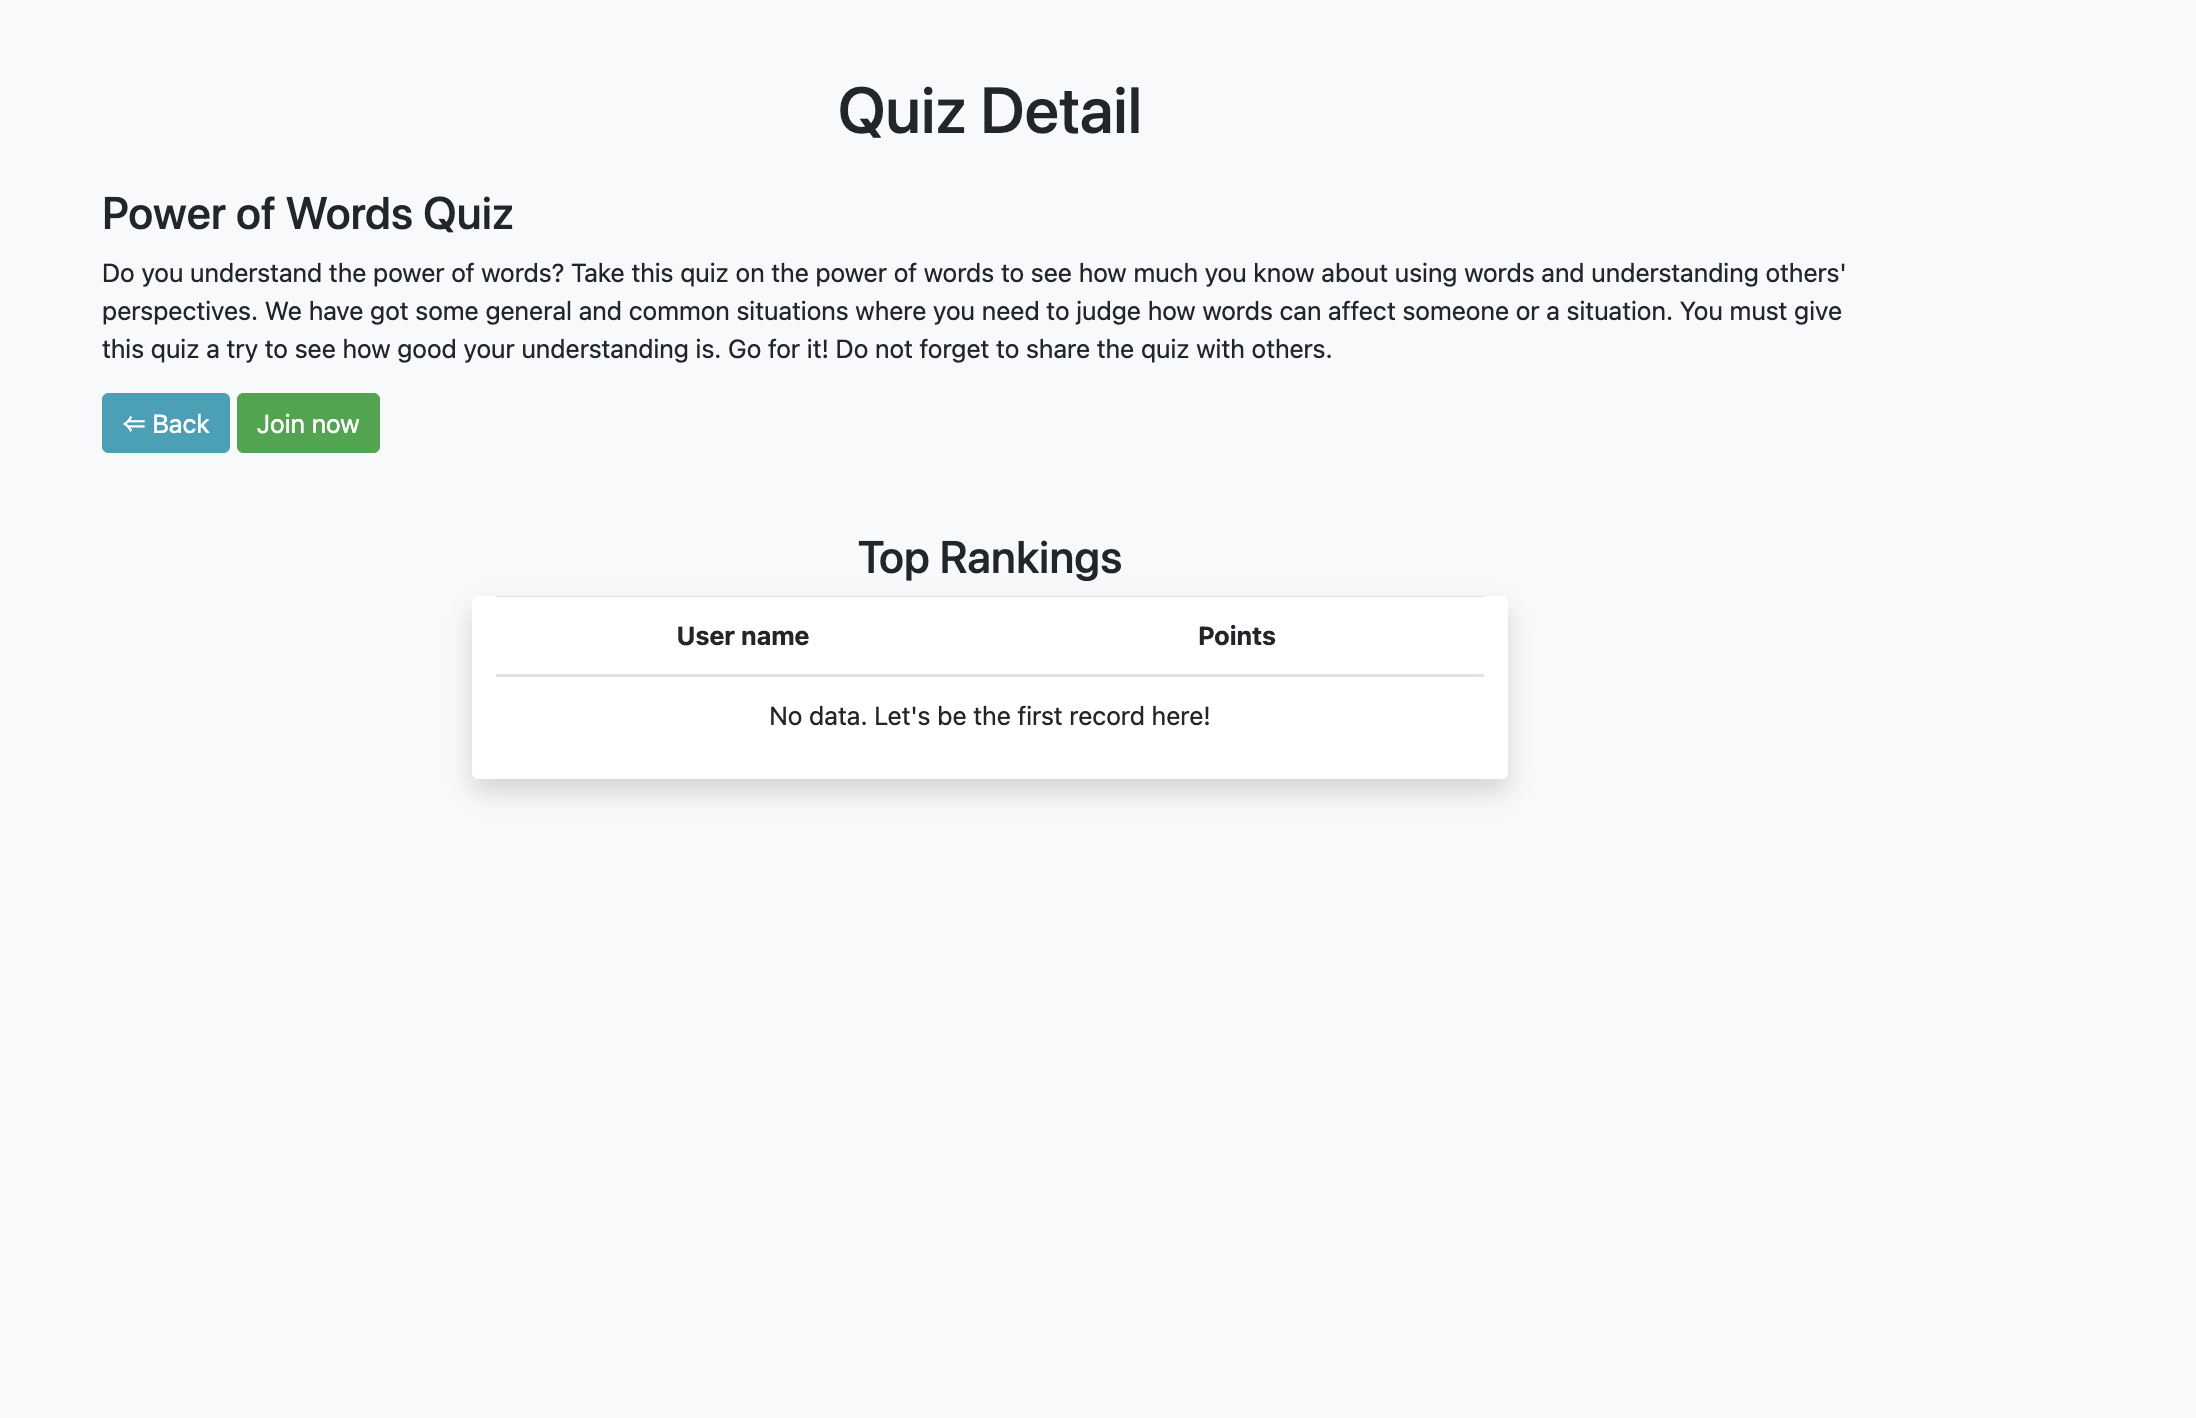 Quiz Detail
Power of Words Quiz
Do you understand the power of words? Take this quiz on the power of words to see how much you know about using words and understanding others'
perspectives. We have got some general and common situations where you need to judge how words can affect someone or a situation. You must give
this quiz a try to see how good your understanding is. Go for it! Do not forget to share the quiz with others.
⇐ Back Join now
Top Rankings
User name Points
No data. Let's be the first record here!